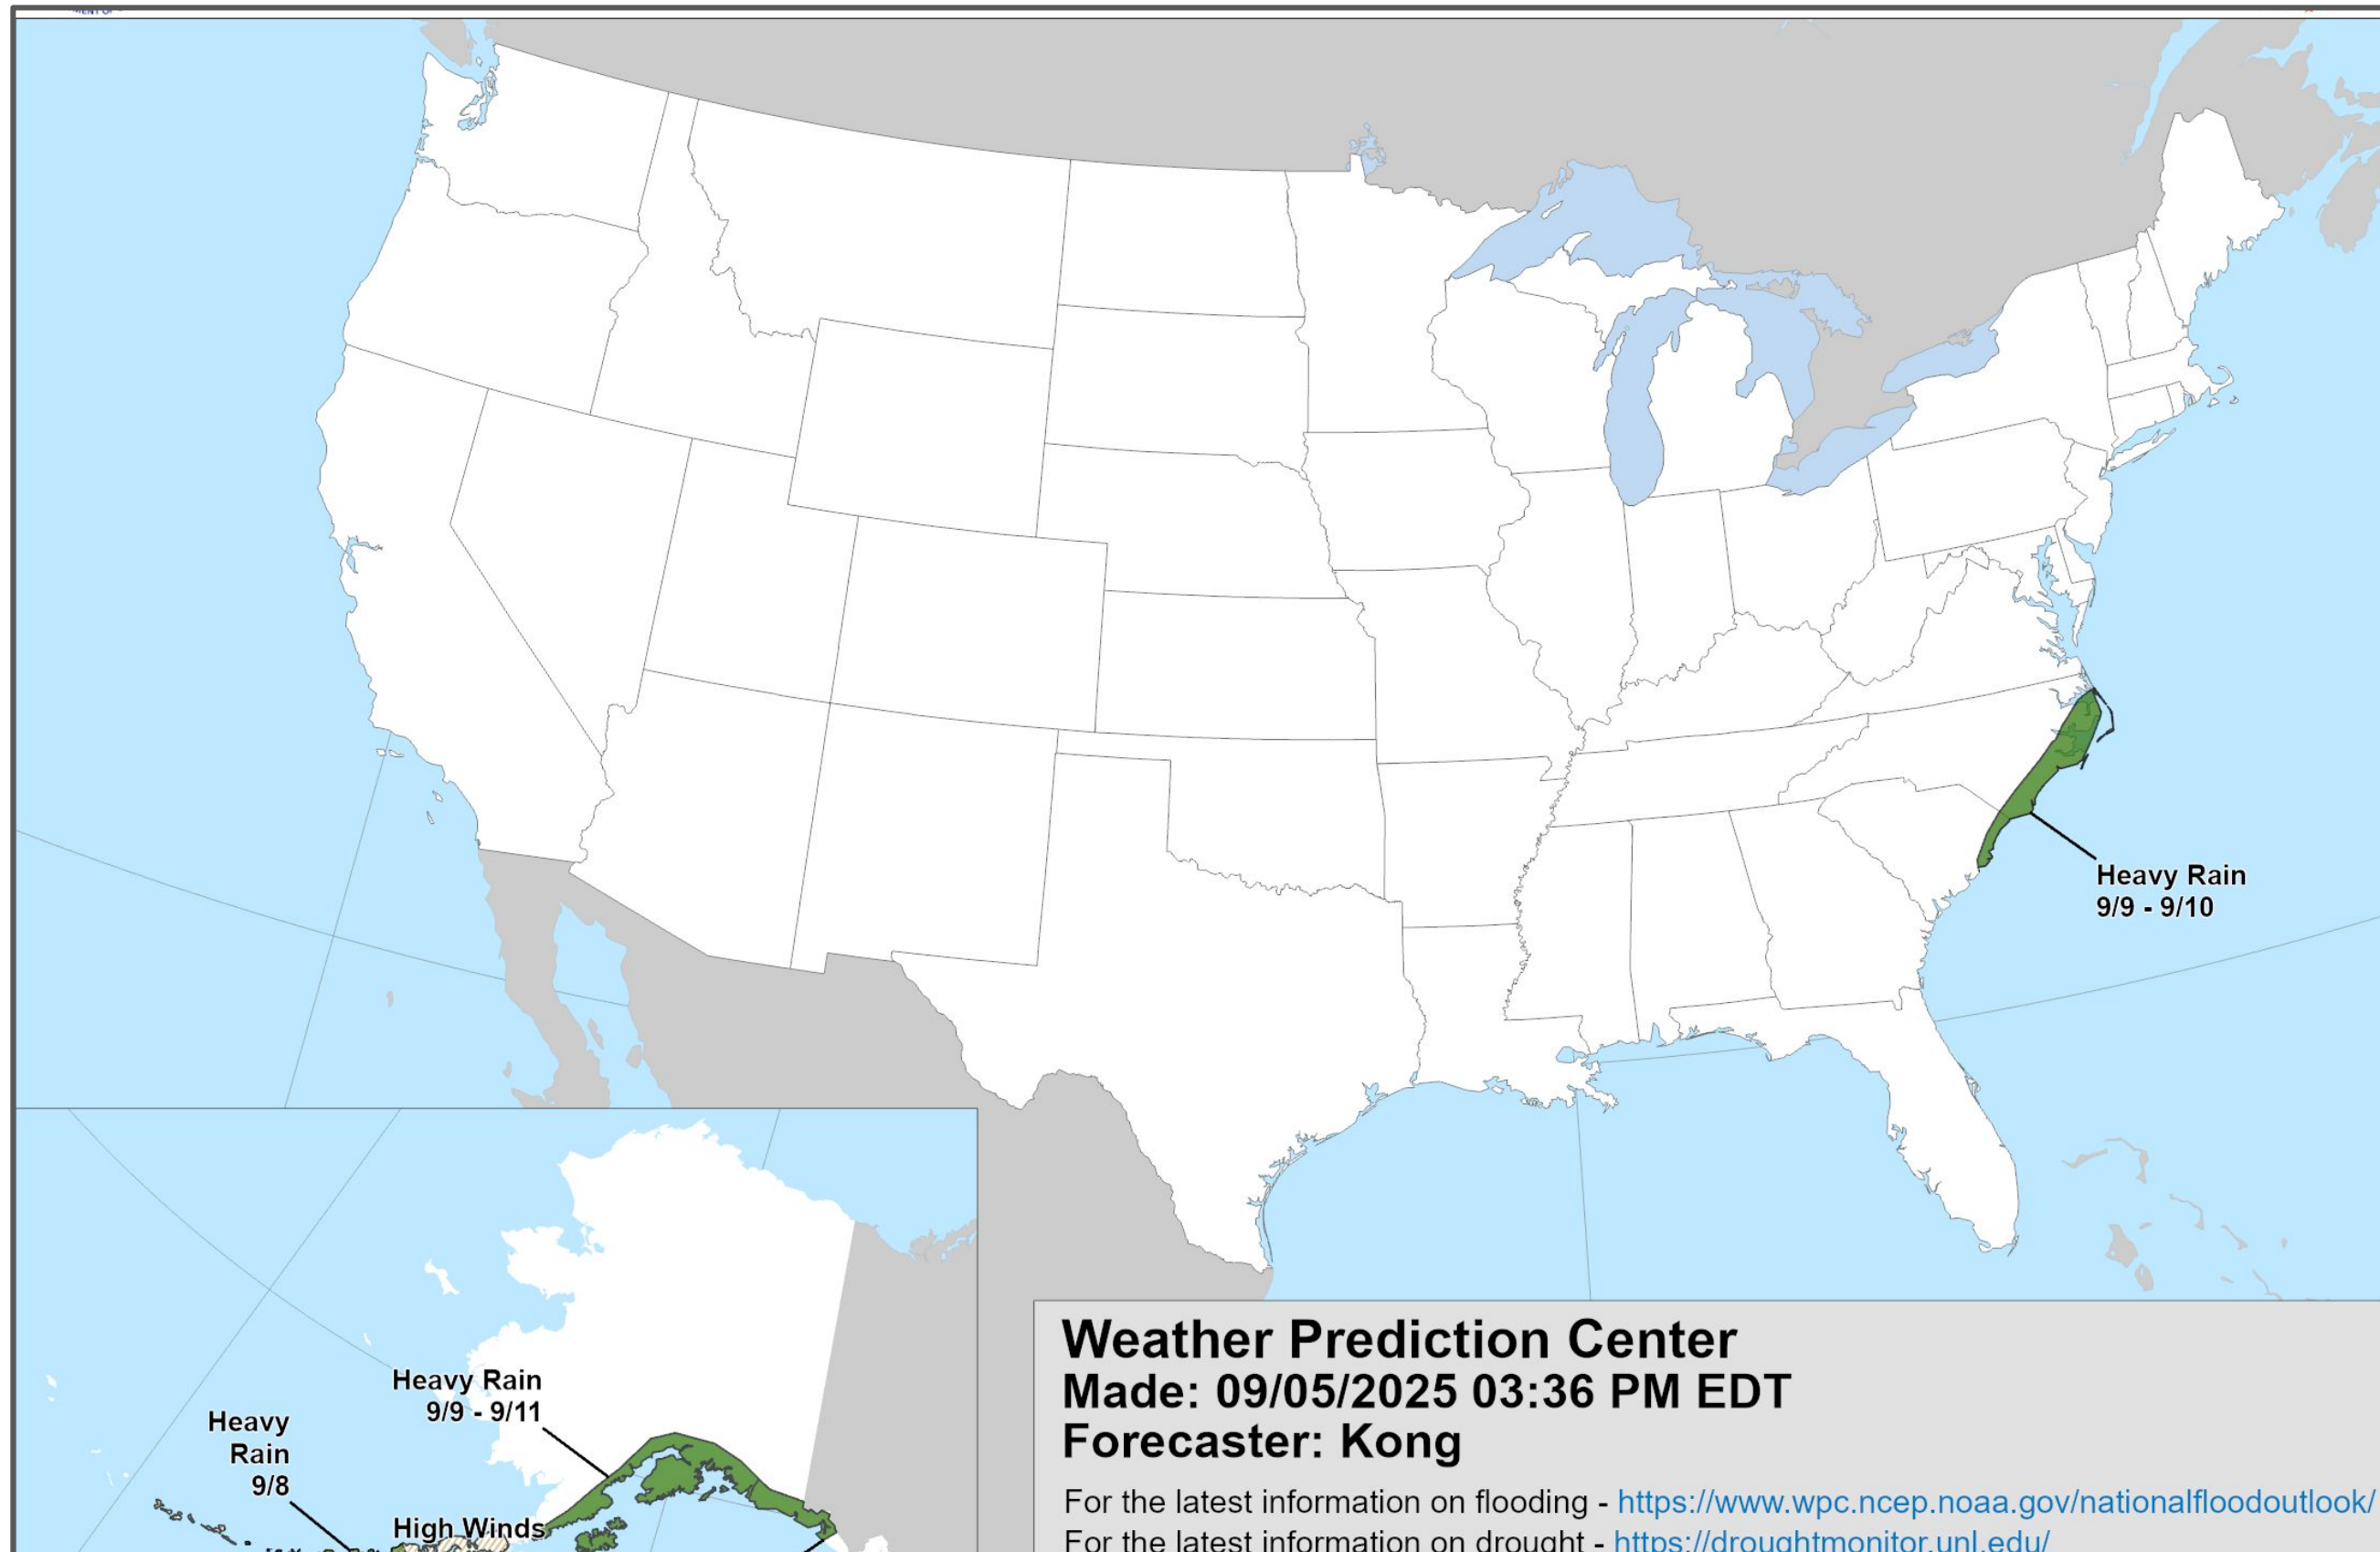 Heavy Rain
9/9 - 9/10
Heavy Rain
9/9 - 9/11
Heavy
Rain
9/8
High Winds
Weather Prediction Center
Made: 09/05/2025 03:36 PM EDT
Forecaster: Kong
For the latest information on flooding - https://www.wpc.ncep.noaa.gov/nationalfloodoutlook/
For the latest information on drought - https://droughtmonitor.unl.edu/